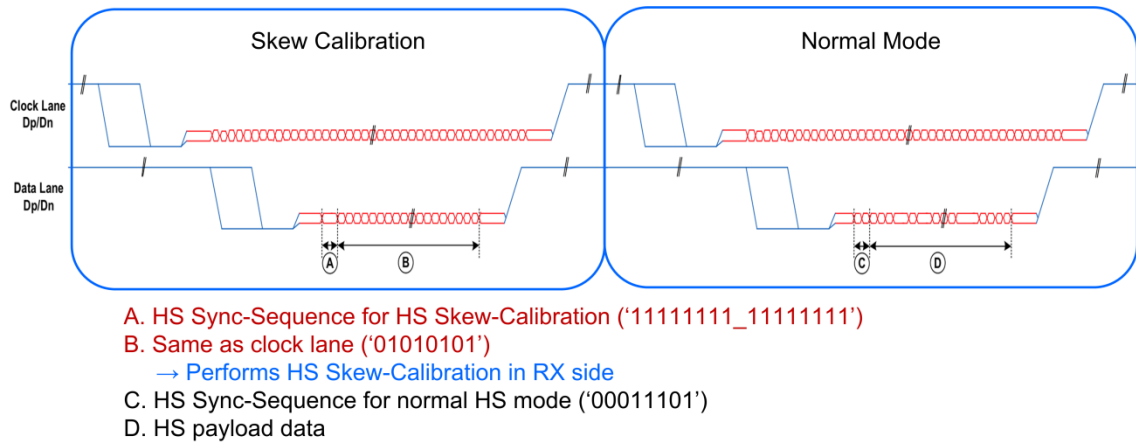 Skew Calibration
Normal Mode
Clock Lane
Dp/Dn
Data Lane
Dp/Dn
A
B
C
D
A. HS Sync-Sequence for HS Skew-Calibration (‘11111111_11111111’)
B. Same as clock lane (‘01010101’)
→ Performs HS Skew-Calibration in RX side
C. HS Sync-Sequence for normal HS mode (‘00011101’)
D. HS payload data